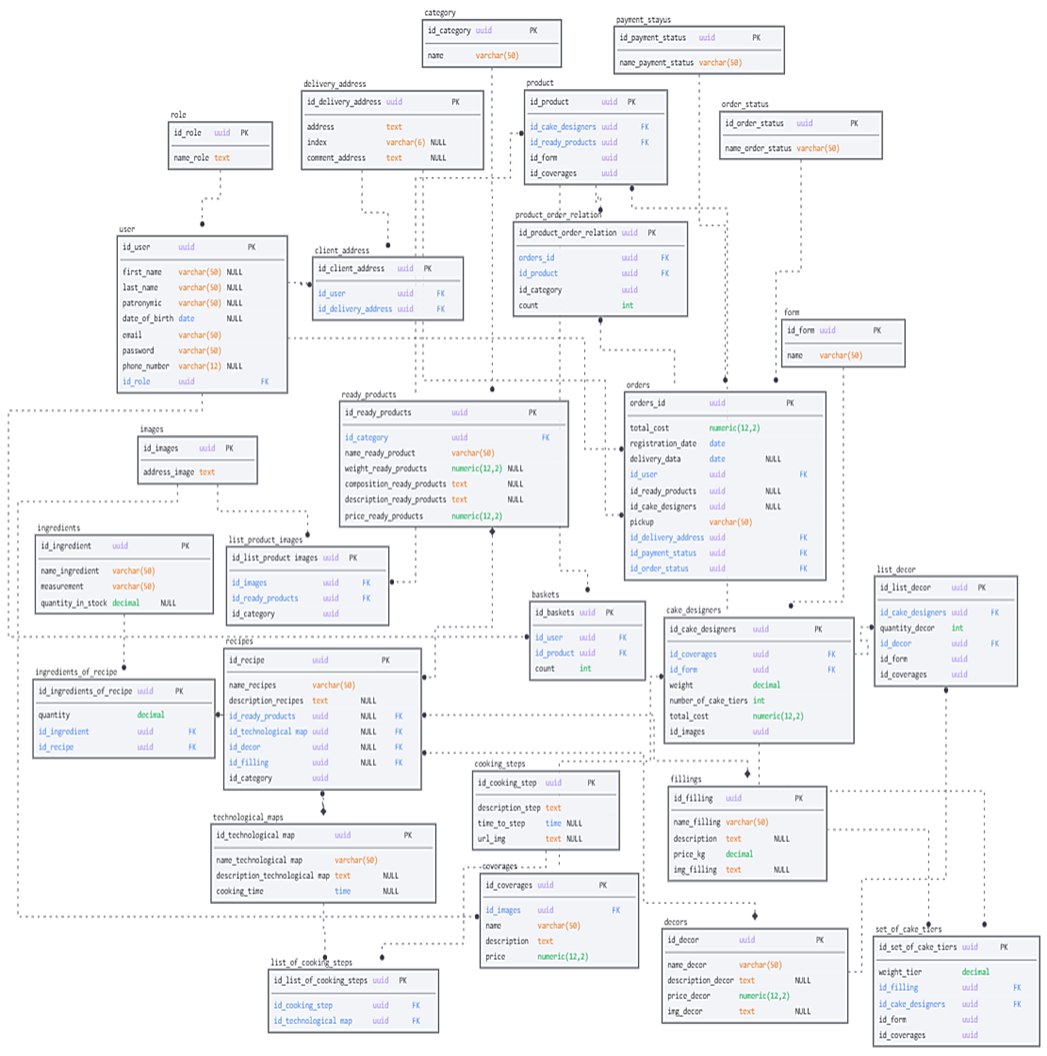 category
id_category uuid PK
name varchar(50)
payment_stayus
id_payment_status uuid PK
name_payment_status varchar(50)
delivery_address
id_delivery_address uuid PK
address text
index varchar(6) NULL
comment_address text NULL
product
id_product uuid PK
id_cake_designers uuid FK
id_ready_products uuid FK
id_form uuid
id_coverages uuid
order_status
id_order_status uuid PK
name_order_status varchar(50)
role
id_role uuid PK
name_role text
user
id_user uuid PK
first_name varchar(50) NULL
last_name varchar(50) NULL
patronymic varchar(50) NULL
date_of_birth date NULL
email varchar(50)
password varchar(50)
phone_number varchar(12) NULL
id_role uuid FK
client_address
id_client_address uuid PK
id_user uuid FK
id_delivery_address uuid FK
product_order_relation
id_product_order_relation uuid PK
orders_id uuid FK
id_product uuid FK
id_category uuid
count int
form
id_form uuid PK
name varchar(50)
ready_products
id_ready_products uuid PK
id_category uuid FK
name_ready_product varchar(50)
weight_ready_products numeric(12,2) NULL
composition_ready_products text NULL
description_ready_products text NULL
price_ready_products numeric(12,2)
orders
orders_id uuid PK
total_cost numeric(12,2)
registration_date date
delivery_data date NULL
id_user uuid FK
id_ready_products uuid NULL
id_cake_designers uuid NULL
pickup varchar(50)
id_delivery_address uuid FK
id_payment_status uuid FK
id_order_status uuid FK
images
id_images uuid PK
address_image text
ingredients
id_ingredient uuid PK
name_ingredient varchar(50)
measurement varchar(50)
quantity_in_stock decimal NULL
list_product_images
id_list_product images uuid PK
id_images uuid FK
id_ready_products uuid FK
id_category uuid
baskets
id_baskets uuid PK
id_user uuid FK
id_product uuid FK
count int
cake_designers
id_cake_designers uuid PK
id_coverages uuid FK
id_form uuid FK
weight decimal
number_of_cake_tiers int
total_cost numeric(12,2)
id_images uuid
list_decor
id_list_decor uuid PK
id_cake_designers uuid FK
quantity_decor int
id_decor uuid FK
id_form uuid
id_coverages uuid
ingredients_of_recipe
id_ingredients_of_recipe uuid PK
quantity decimal
id_ingredient uuid FK
id_recipe uuid FK
recipes
id_recipe uuid PK
name_recipes varchar(50)
description_recipes text NULL
id_ready_products uuid NULL FK
id_technological map uuid NULL FK
id_decor uuid NULL FK
id_filling uuid NULL FK
id_category uuid
cooking_steps
id_cooking_step uuid PK
description_step text
time_to_step time NULL
url_img text NULL
fillings
id_filling uuid PK
name_filling varchar(50)
description text NULL
price_kg decimal
img_filling text NULL
technological_maps
id_technological map uuid PK
name_technological map varchar(50)
description_technological map text NULL
cooking_time time NULL
coverages
id_coverages uuid PK
id_images uuid FK
name varchar(50)
description text
price numeric(12,2)
decors
id_decor uuid PK
name_decor varchar(50)
description_decor text NULL
price_decor numeric(12,2)
img_decor text NULL
set_of_cake_tiers
id_set_of_cake_tiers uuid PK
weight_tier decimal
id_filling uuid FK
id_cake_designers uuid FK
id_form uuid
id_coverages uuid
list_of_cooking_steps
id_list_of_cooking_steps uuid PK
id_cooking_step uuid FK
id_technological map uuid FK